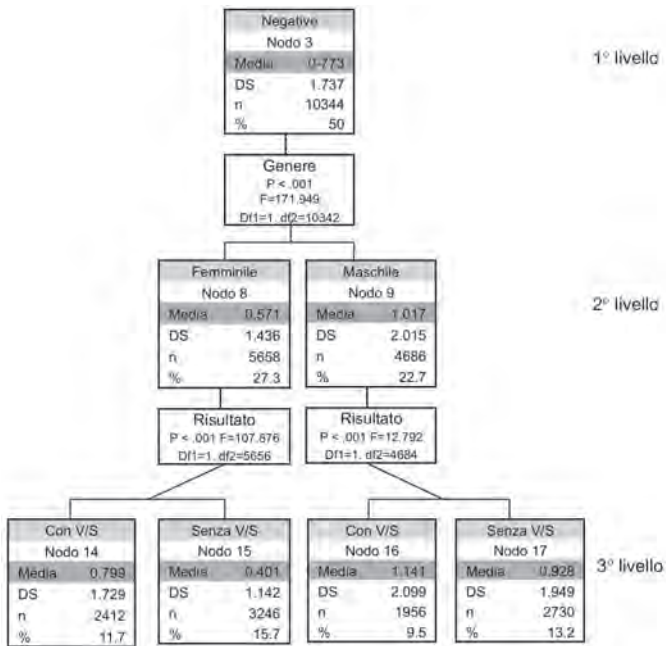 Negative
Nodo 3
Media 0.773
DS 1.737
n 10344
% 50
1° livello
Genere
P < .001
F=171.949
Df1=1. df2=10342
Femminile
Nodo 8
Media 0.571
DS 1.436
n 5658
% 27.3
Maschile
Nodo 9
Media 1.017
DS 2.015
n 4686
% 22.7
2° livello
Risultato
P < .001 F=107.676
Df1=1. df2=5656
Risultato
P < .001 F=12.792
Df1=1. df2=4684
Con V/S
Nodo 14
Media 0.799
DS 1.729
n 2412
% 11.7
Senza V/S
Nodo 15
Media 0.401
DS 1.142
n 3246
% 15.7
Con V/S
Nodo 16
Media 1.141
DS 2.099
n 1956
% 9.5
Senza V/S
Nodo 17
Media 0.928
DS 1.949
n 2730
% 13.2
3° livello